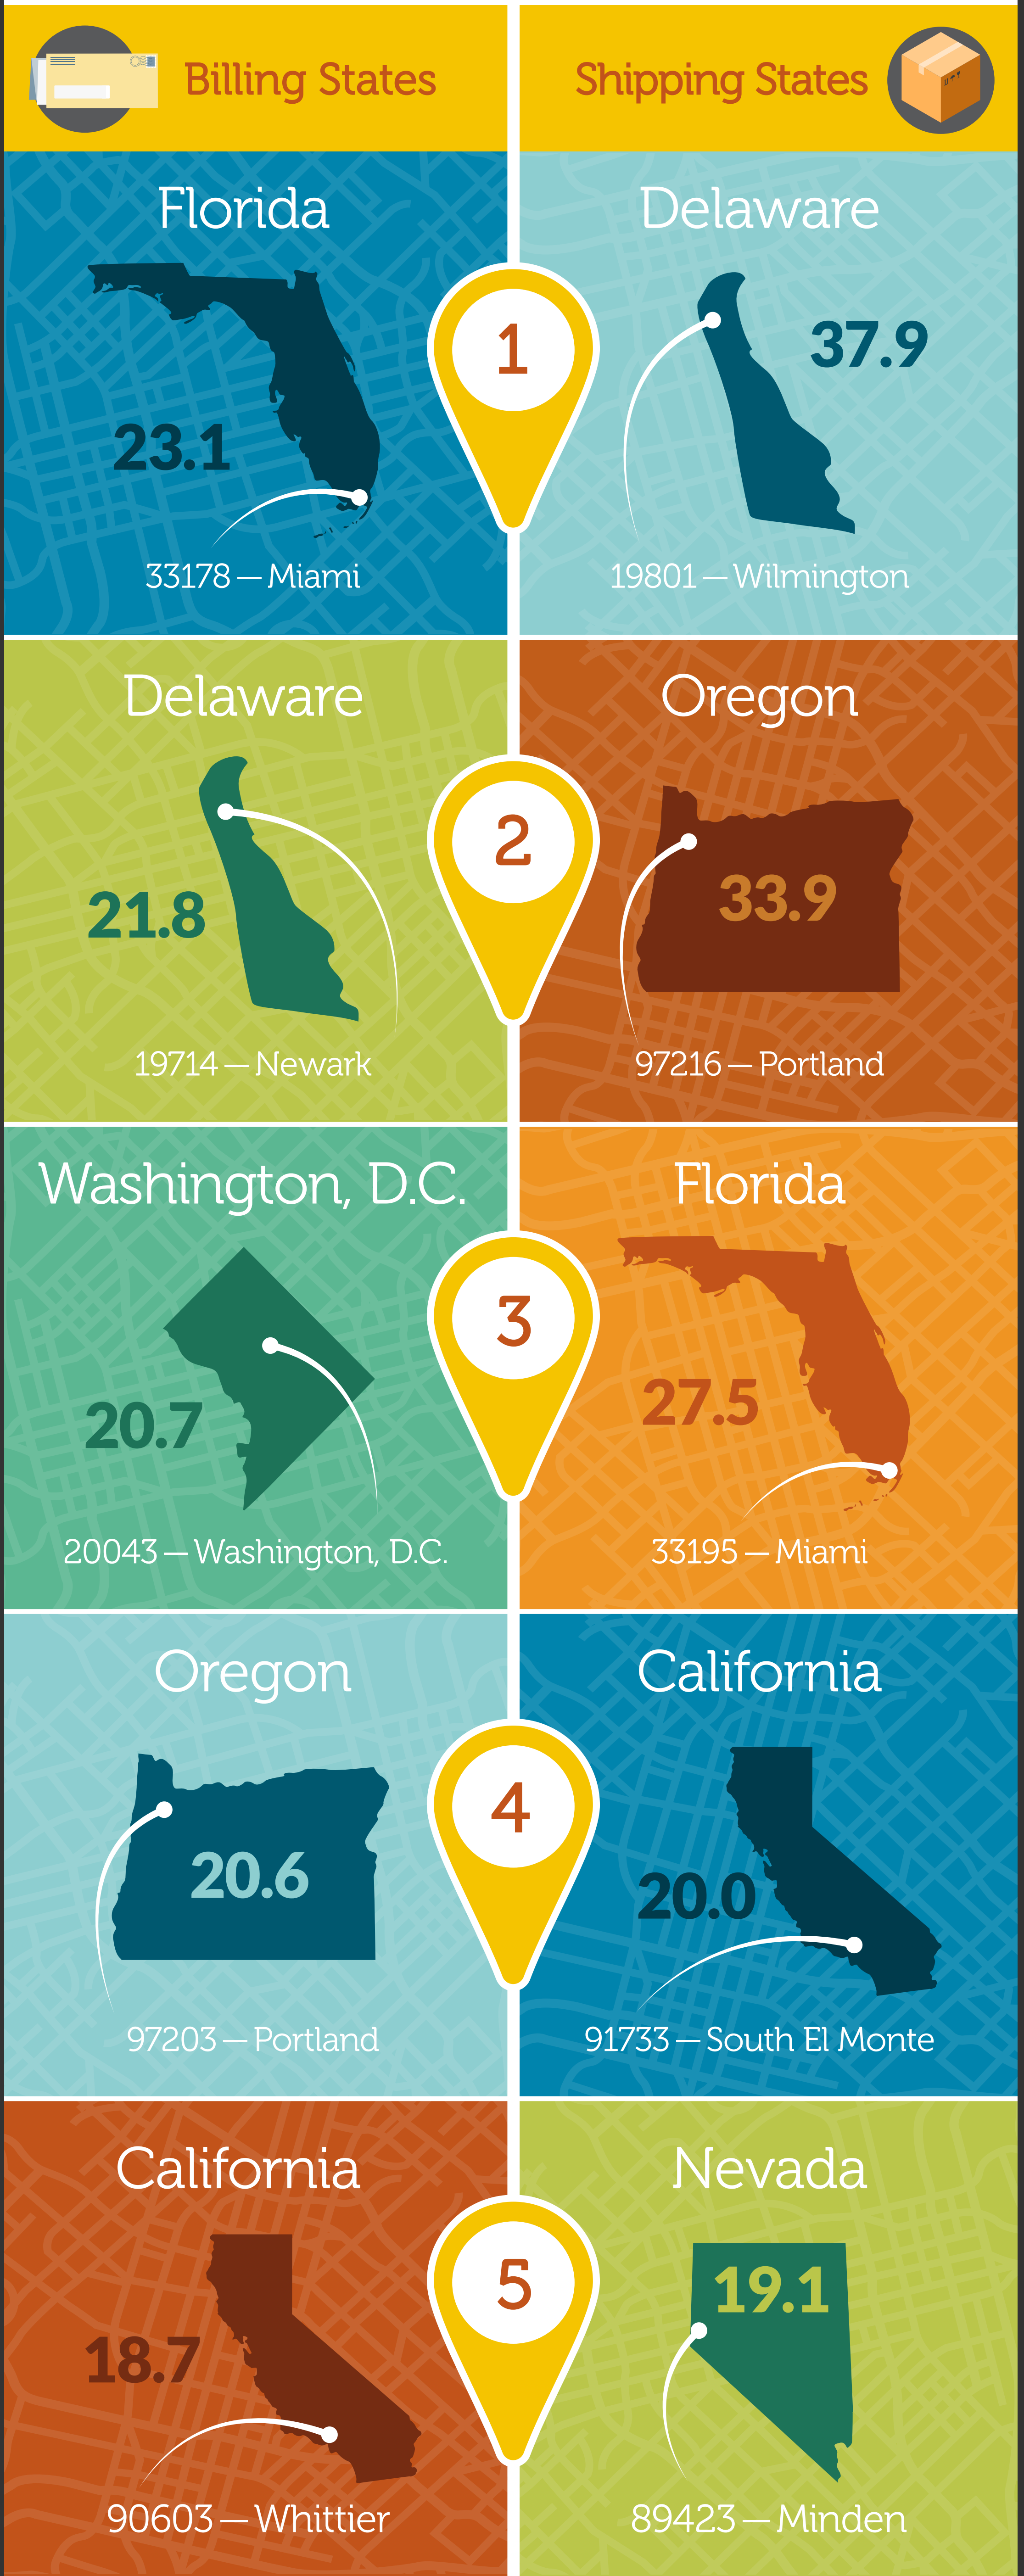 Billing States
Shipping States
Florida
Delaware
1
23.1
37.9
33178 — Miami
19801 — Wilmington
Delaware
Oregon
2
21.8
33.9
19714 — Newark
97216 — Portland
Washington, D.C.
Florida
3
20.7
27.5
20043 — Washington, D.C.
33195 — Miami
Oregon
California
4
20.6
20.0
97203 — Portland
91733 — South El Monte
California
Nevada
5
18.7
19.1
90603 — Whittier
89423 — Minden